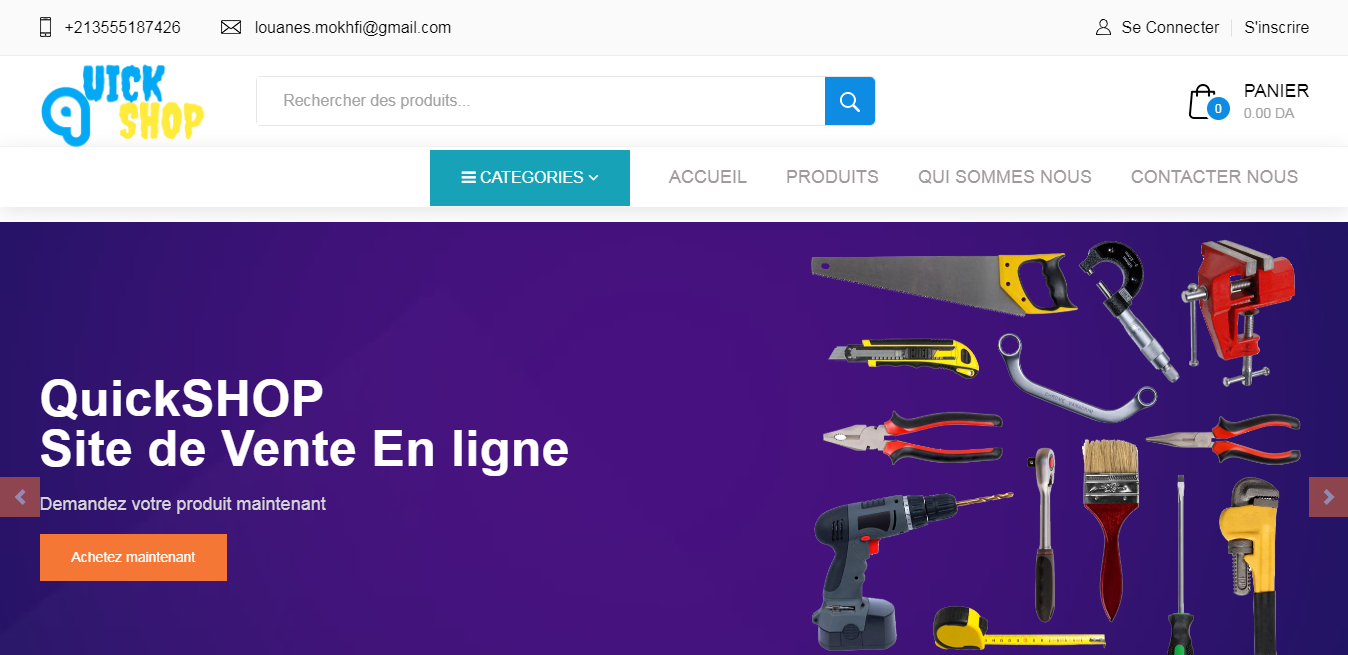 +213555187426
louanes.mokhfi@gmail.com
Se Connecter
S'inscrire
QUICK
SHOP
Rechercher des produits...
0
PANIER
0.00 DA
CATEGORIES
ACCUEIL
PRODUITS
QUI SOMMES NOUS
CONTACTER NOUS
QuickSHOP
Site de Vente En ligne
Demandez votre produit maintenant
Achetez maintenant